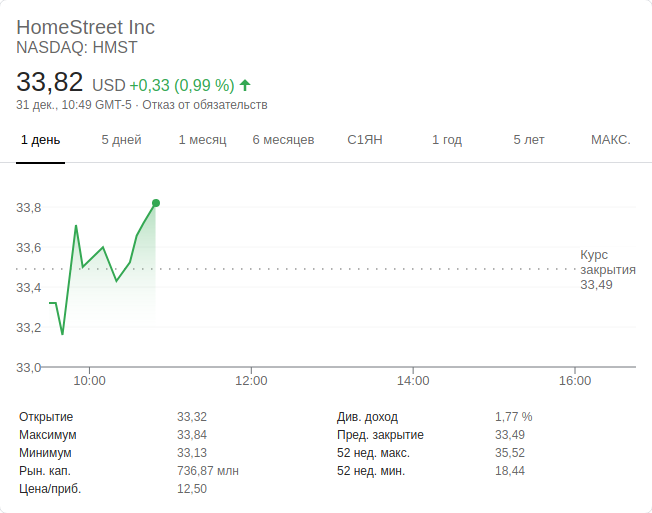 HomeStreet Inc
NASDAQ: HMST
33,82 USD +0,33 (0,99 %)
31 дек., 10:49 GMT-5 · Отказ от обязательств
1 день 5 дней 1 месяц 6 месяцев С1ЯН 1 год 5 лет МАКС.
33,8
33,6
33,4
33,2
33,0
Курс
закрытия
33,49
10:00 12:00 14:00 16:00
Открытие 33,32 Див. доход 1,77 %
Максимум 33,84 Пред. закрытие 33,49
Минимум 33,13 52 нед. макс. 35,52
Рын. кап. 736,87 млн 52 нед. мин. 18,44
Цена/приб. 12,50